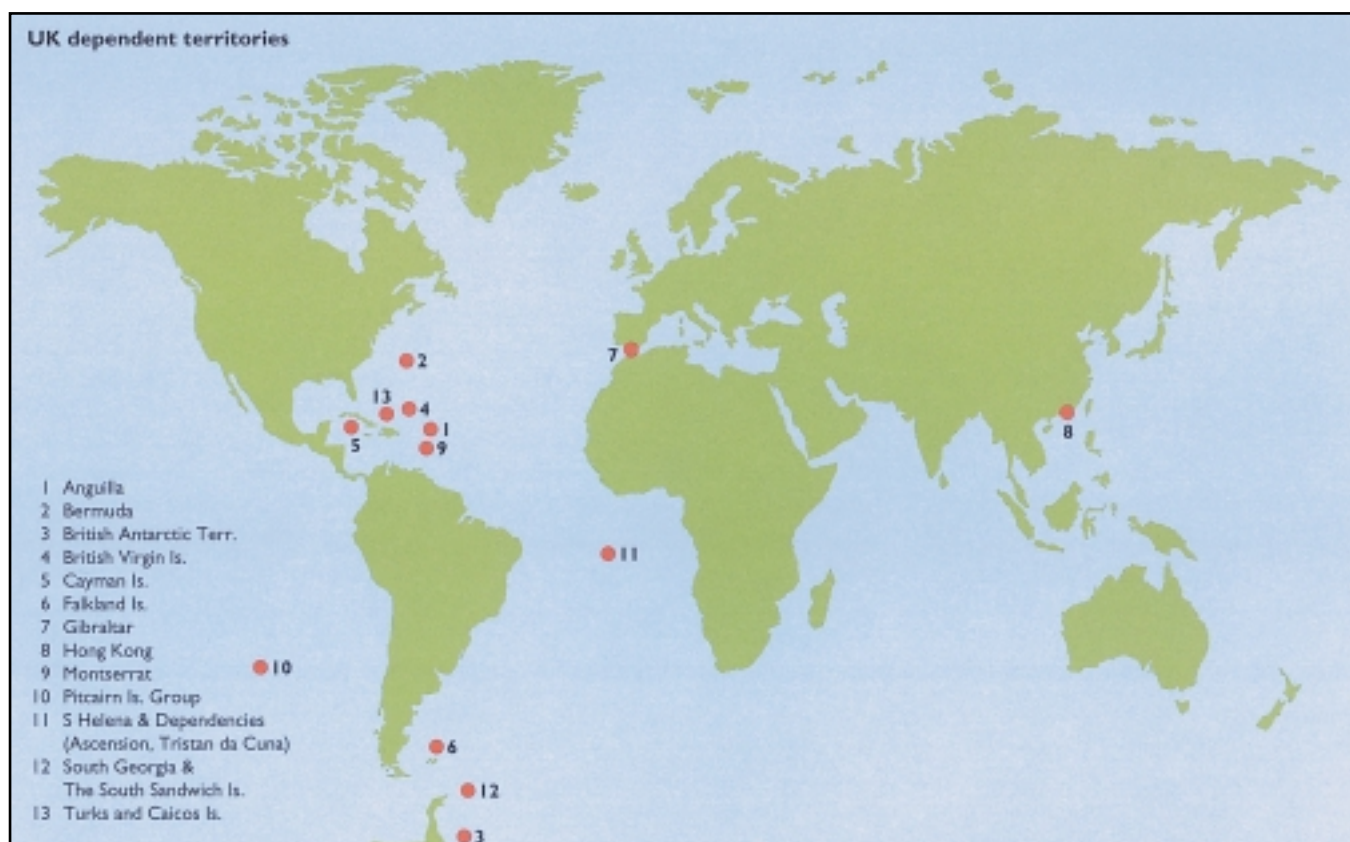 UK dependent territories
2
7
13
4
1
5
9
8
11
10
6
12
3
1 Anguilla
2 Bermuda
3 British Antarctic Terr.
4 British Virgin Is.
5 Cayman Is.
6 Falkland Is.
7 Gibraltar
8 Hong Kong
9 Montserrat
10 Pitcairn Is. Group
11 S Helena & Dependencies
(Ascension, Tristan da Cuna)
12 South Georgia &
The South Sandwich Is.
13 Turks and Caicos Is.